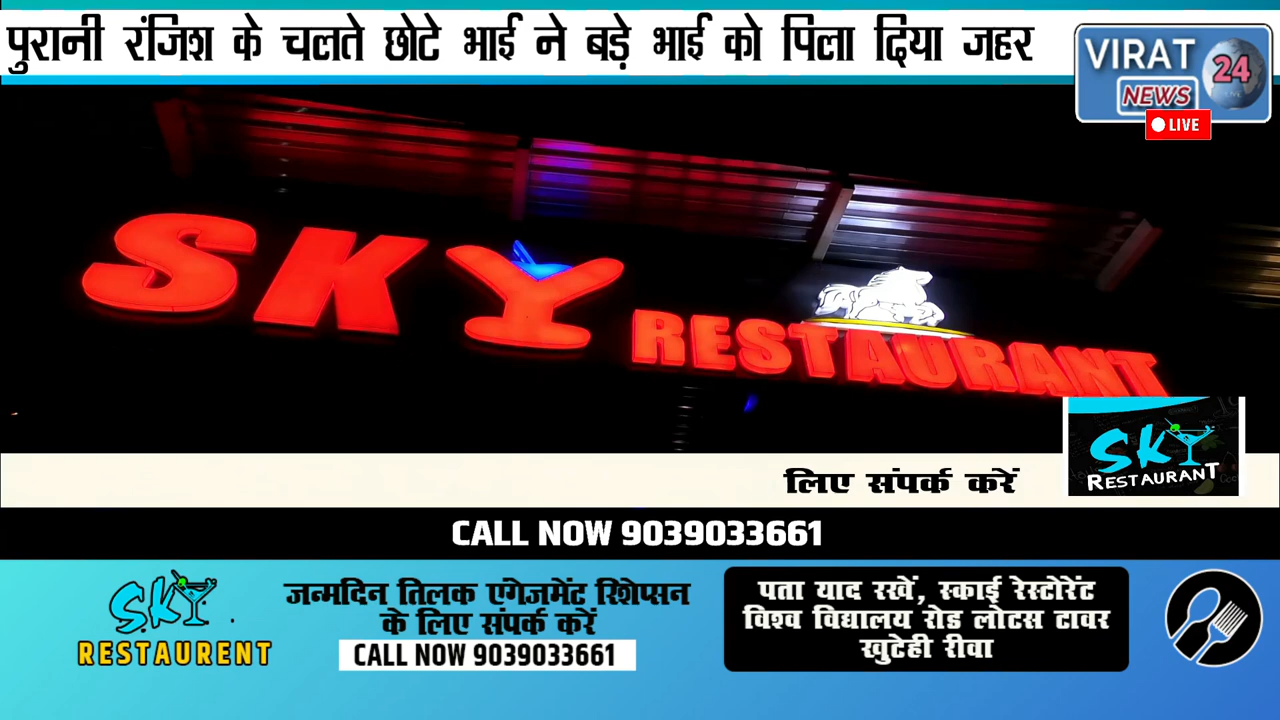 पुरानी रंजिश के चलते छोटे भाई ने बड़े भाई को पिला दिया जहर
VIRAT
24
NEWS
LIVE
SKY RESTAURANT
SKY
RESTAURANT
लिए संपर्क करें
CALL NOW 9039033661
SKY
RESTAURENT
जन्मदिन तिलक एंगेजमेंट रिशेप्सन
के लिए संपर्क करें
CALL NOW 9039033661
पता याद रखें, स्काई रेस्टोरेंट
विश्व विद्यालय रोड लोटस टावर
खुटेही रीवा